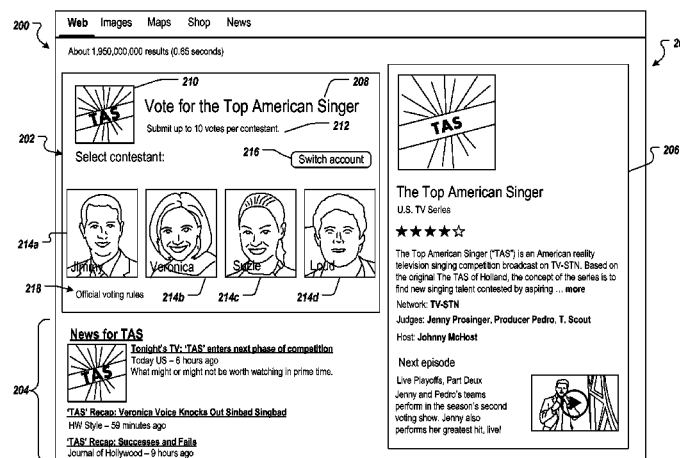 200
Web Images Maps Shop News
About 1,950,000,000 results (0.65 seconds)
210
208
TAS
Vote for the Top American Singer
Submit up to 10 votes per contestant.
212
202
Select contestant:
216
Switch account
214a
Jimmy
Veronica
Suzie
Loud
218
Official voting rules
214b
214c
214d
204
News for TAS
TAS
Tonight's TV: 'TAS' enters next phase of competition
Today US – 6 hours ago
What might or might not be worth watching in prime time.
'TAS' Recap: Veronica Voice Knocks Out Sinbad Singbad
HW Style – 59 minutes ago
'TAS' Recap: Successes and Fails
Journal of Hollywood – 9 hours ago
TAS
206
The Top American Singer
U.S. TV Series
The Top American Singer ("TAS") is an American reality
television singing competition broadcast on TV-STN. Based on
the original The TAS of Holland, the concept of the series is to
find new singing talent contested by aspiring ... more
Network: TV-STN
Judges: Jenny Prosinger, Producer Pedro, T. Scout
Host: Johnny McHost
Next episode
Live Playoffs, Part Deux
Jenny and Pedro's teams
perform in the season's second
voting show. Jenny also
performs her greatest hit, live!